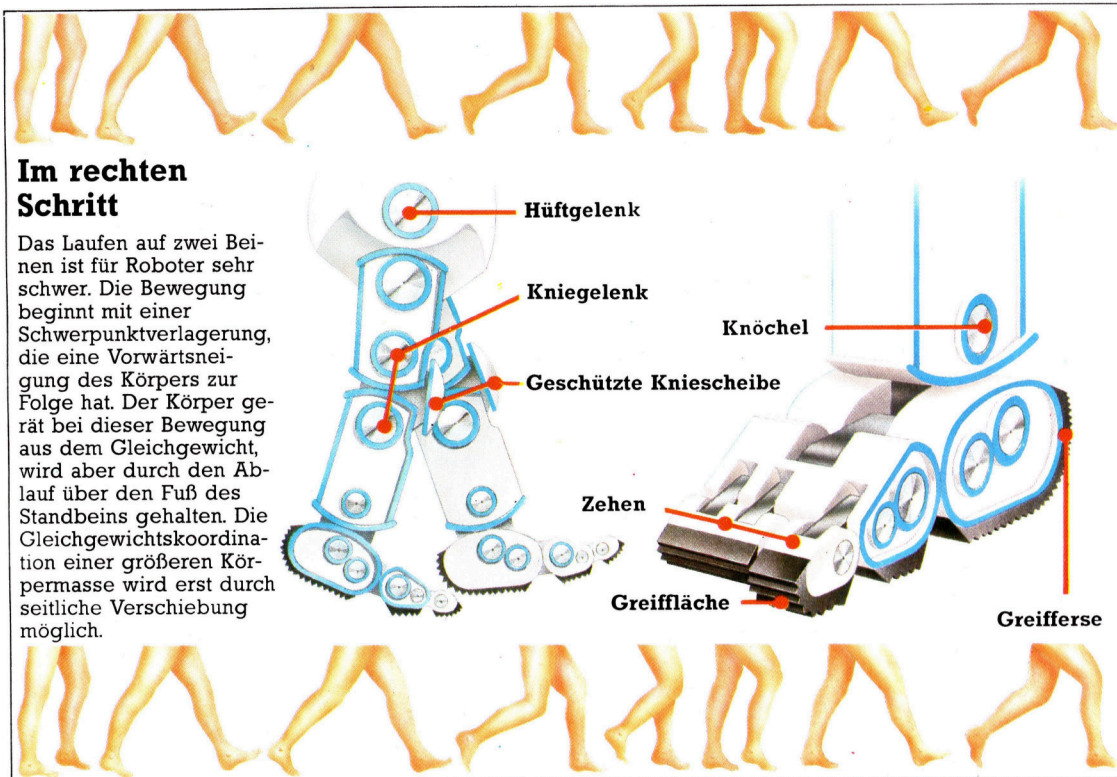 Im rechten
Schritt
Das Laufen auf zwei Bei-
nen ist für Roboter sehr
schwer. Die Bewegung
beginnt mit einer
Schwerpunktverlagerung,
die eine Vorwärtsnei-
gung des Körpers zur
Folge hat. Der Körper ge-
rät bei dieser Bewegung
aus dem Gleichgewicht,
wird aber durch den Ab-
lauf über den Fuß des
Standbeins gehalten. Die
Gleichgewichtskoordina-
tion einer größeren Kör-
permasse wird erst durch
seitliche Verschiebung
möglich.
Hüftgelenk
Kniegelenk
Geschützte Kniescheibe
Knöchel
Zehen
Greiffläche
Greifferse